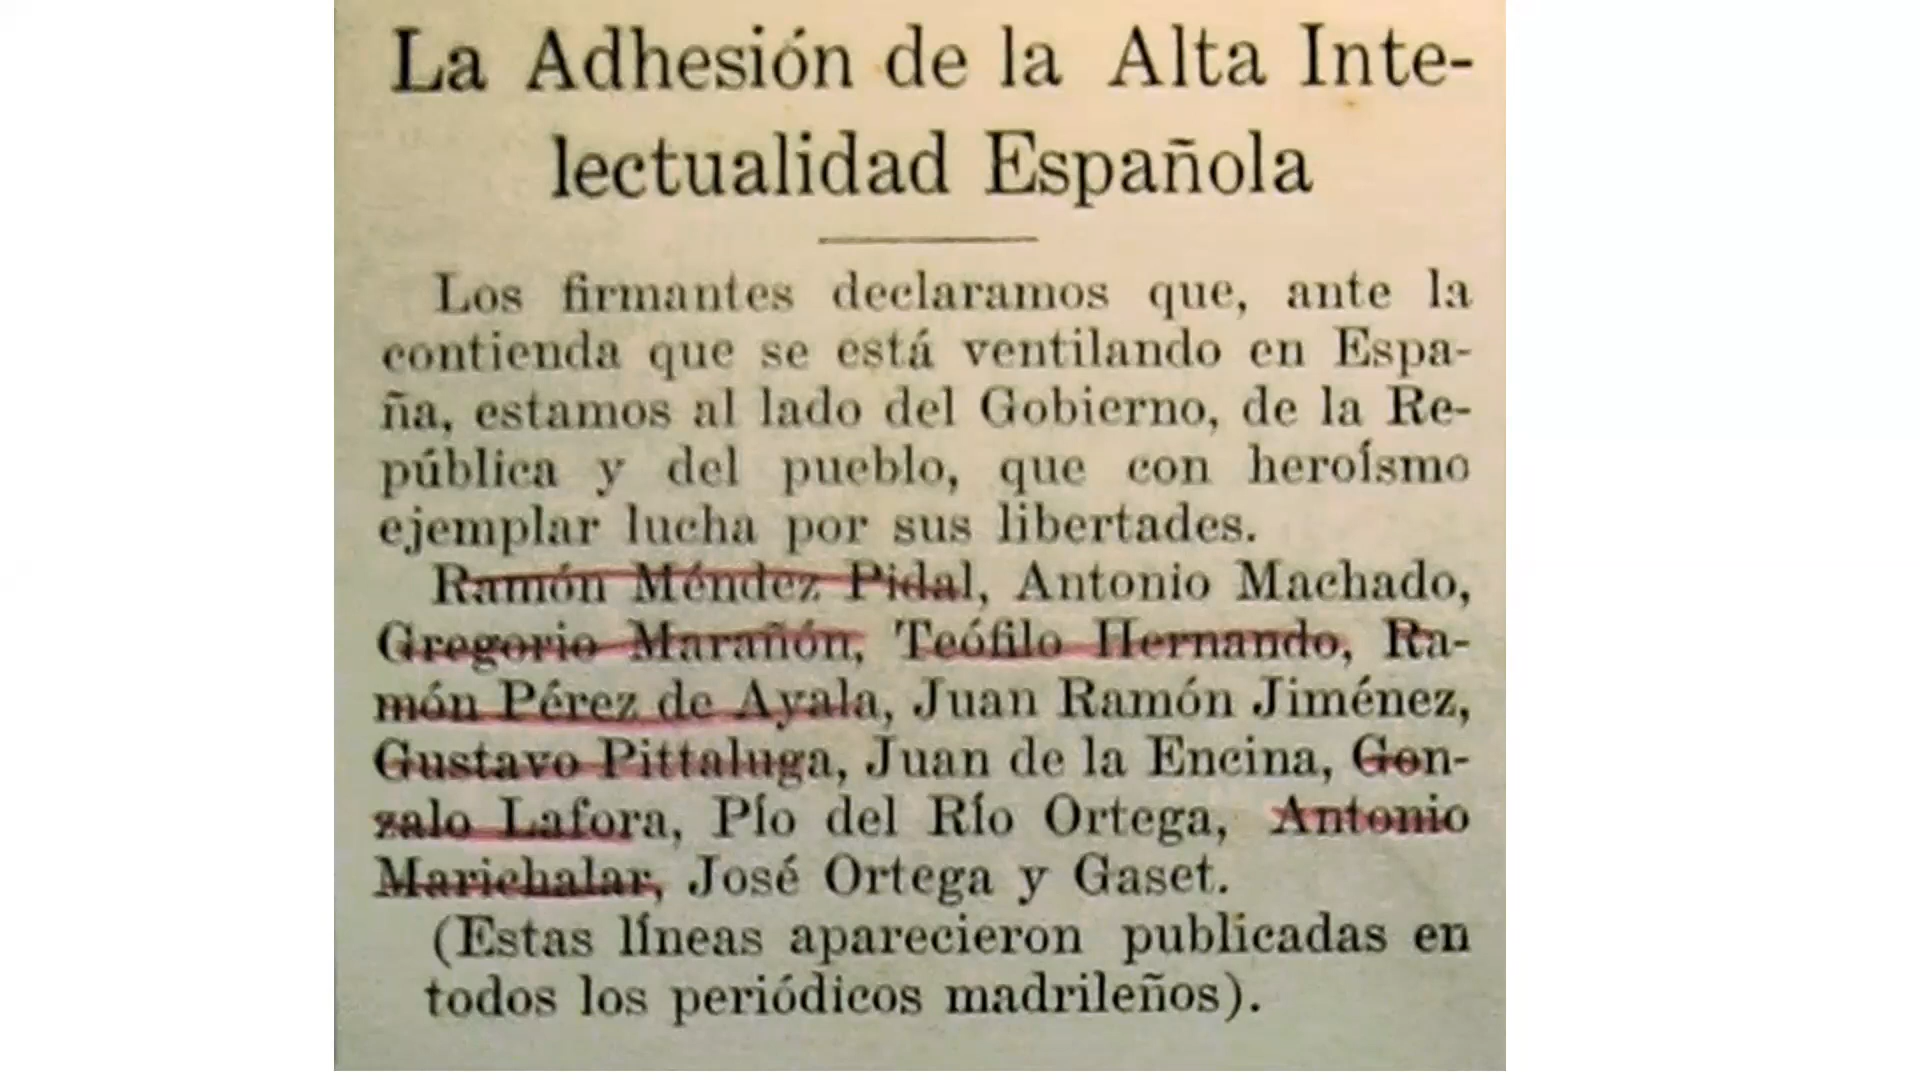 La Adhesión de la Alta Inte-
lectualidad Española
Los firmantes declaramos que, ante la
contienda que se está ventilando en Espa-
ña, estamos al lado del Gobierno, de la Re-
pública y del pueblo, que con heroísmo
ejemplar lucha por sus libertades.
Ramón Méndez Pidal, Antonio Machado,
Gregorio Marañón, Teófilo Hernando, Ra-
món Pérez de Ayala, Juan Ramón Jiménez,
Gustavo Pittaluga, Juan de la Encina, Gon-
zalo Lafora, Pío del Río Ortega, Antonio
Marichalar, José Ortega y Gaset.
(Estas líneas aparecieron publicadas en
todos los periódicos madrileños).